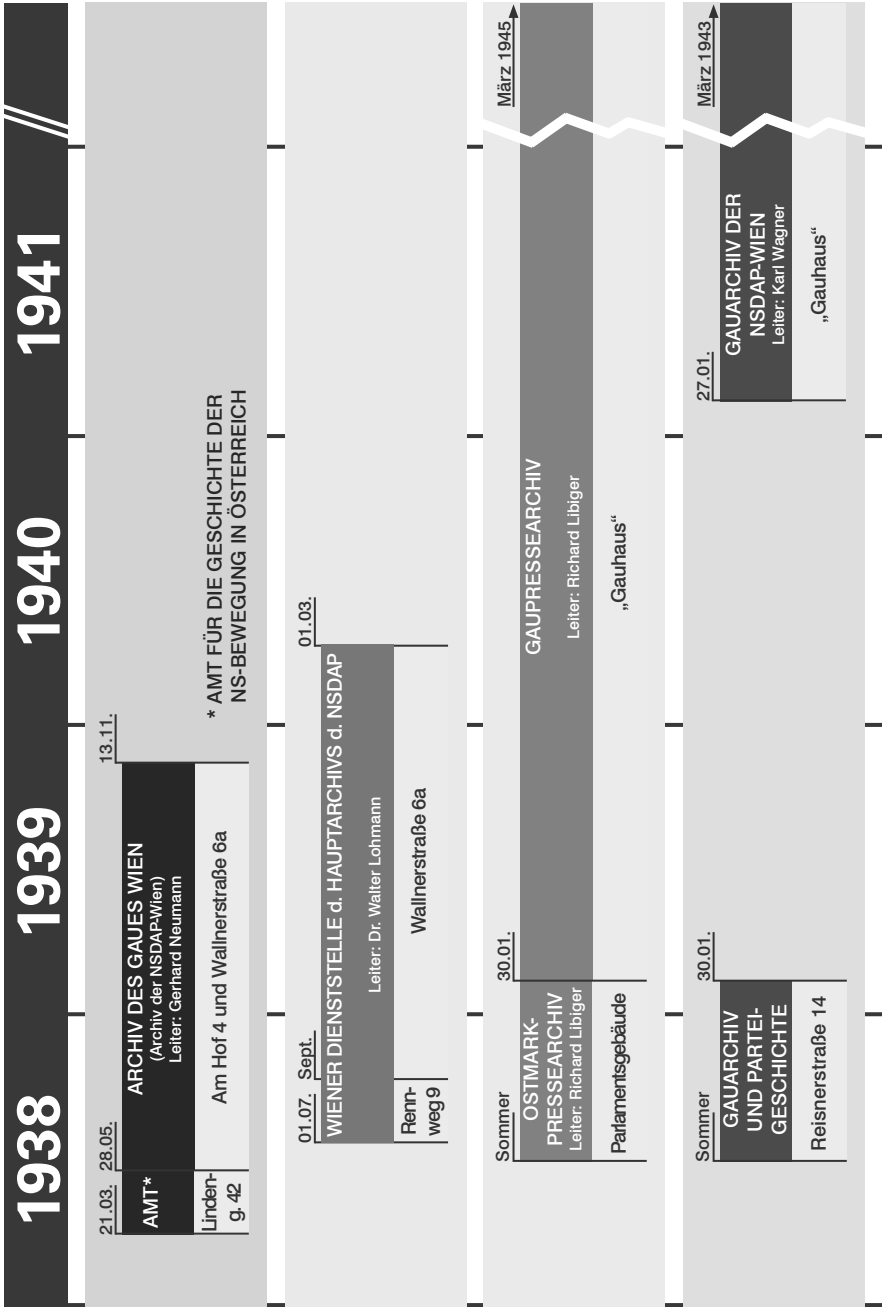 1938
1939
1940
1941
21.03.
28.05.
13.11.
AMT*
ARCHIV DES GAUES WIEN
(Archiv der NSDAP-Wien)
Leiter: Gerhard Neumann
Linden-
g. 42
Am Hof 4 und Wallnerstraße 6a
* AMT FÜR DIE GESCHICHTE DER
NS-BEWEGUNG IN ÖSTERREICH
01.07.
Sept.
01.03.
WIENER DIENSTSTELLE d. HAUPTARCHIVS d. NSDAP
Leiter: Dr. Walter Lohmann
Renn-
weg 9
Wallnerstraße 6a
Sommer
30.01.
März 1945
OSTMARK-
PRESSEARCHIV
Leiter: Richard Libiger
GAUPRESSEARCHIV
Leiter: Richard Libiger
Parlamentsgebäude
„Gauhaus“
Sommer
30.01.
27.01.
März 1943
GAUARCHIV
UND PARTEI-
GESCHICHTE
GAUARCHIV DER
NSDAP-WIEN
Leiter: Karl Wagner
Reisnerstraße 14
„Gauhaus“